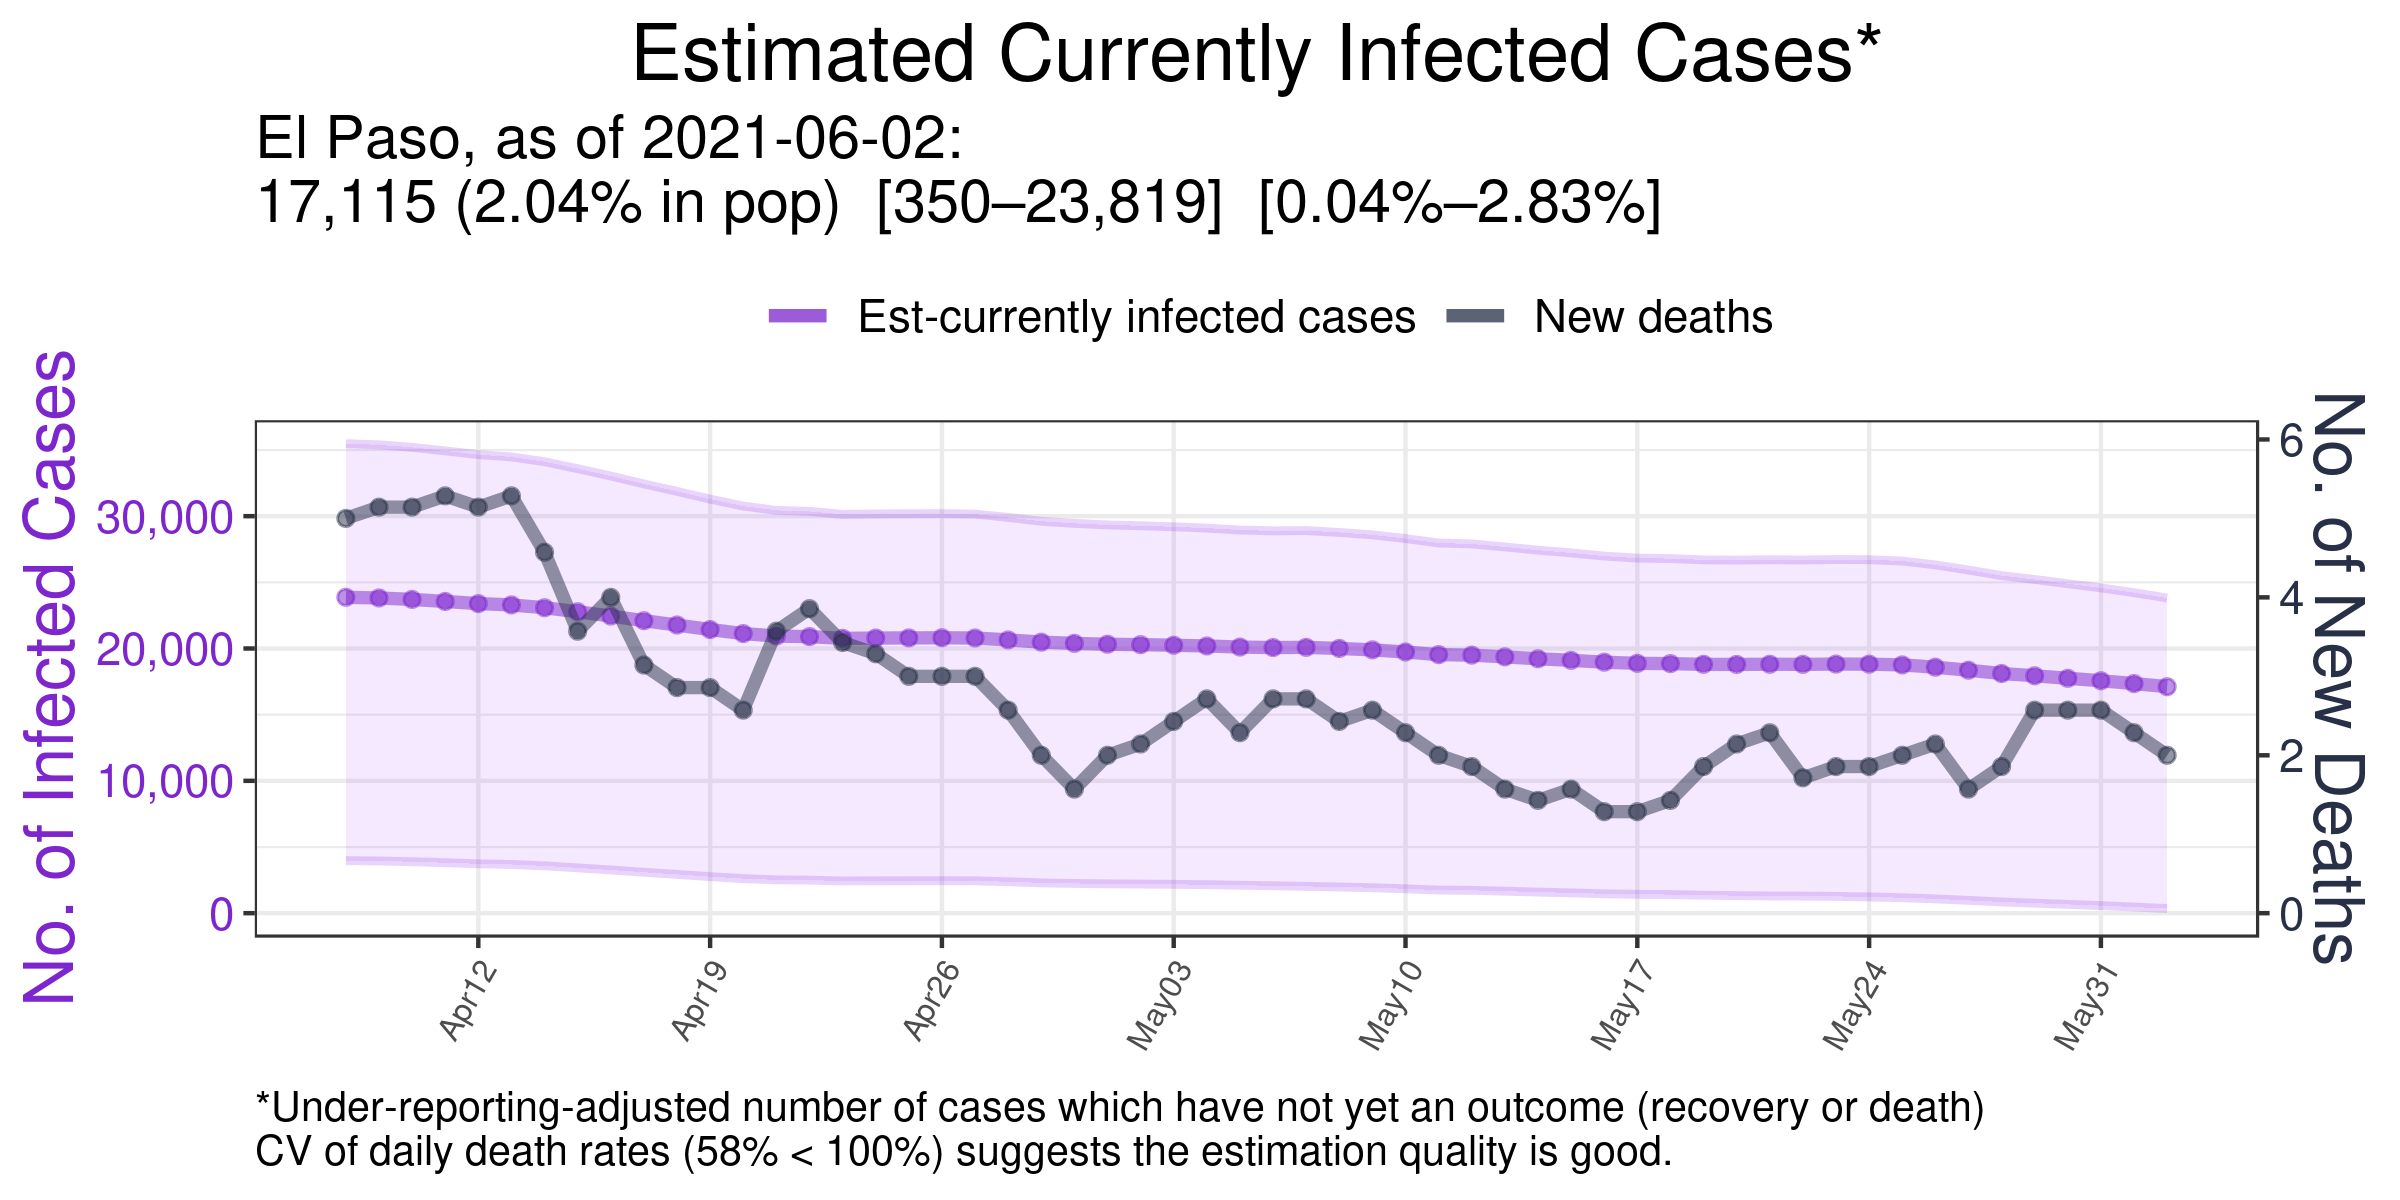 Estimated Currently Infected Cases*
El Paso, as of 2021-06-02:
17,115 (2.04% in pop)  [350–23,819]  [0.04%–2.83%]
Est-currently infected cases
New deaths
No. of Infected Cases
30,000
20,000
10,000
0
6
4
2
0
No. of New Deaths
Apr12
Apr19
Apr26
May03
May10
May17
May24
May31
*Under-reporting-adjusted number of cases which have not yet an outcome (recovery or death)
CV of daily death rates (58% < 100%) suggests the estimation quality is good.